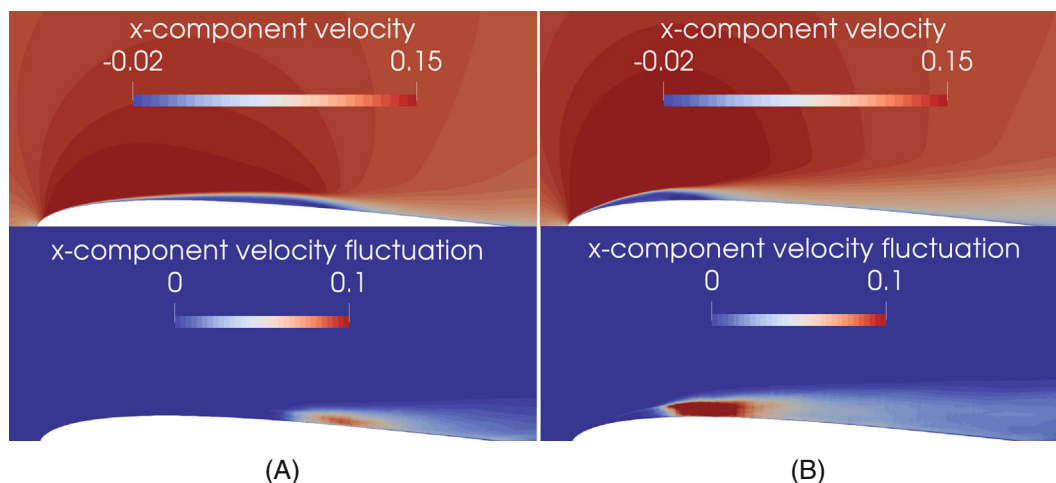 x-component velocity
-0.02 0.15
x-component velocity fluctuation
0 0.1
(A)
x-component velocity
-0.02 0.15
x-component velocity fluctuation
0 0.1
(B)